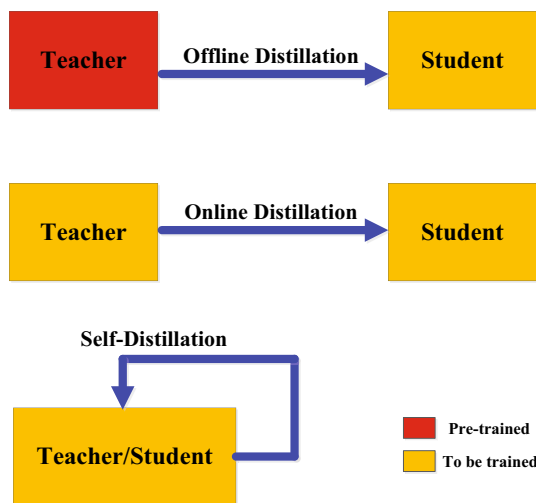 Teacher
Offline Distillation
Student
Teacher
Online Distillation
Student
Self-Distillation
Teacher/Student
Pre-trained
To be trained